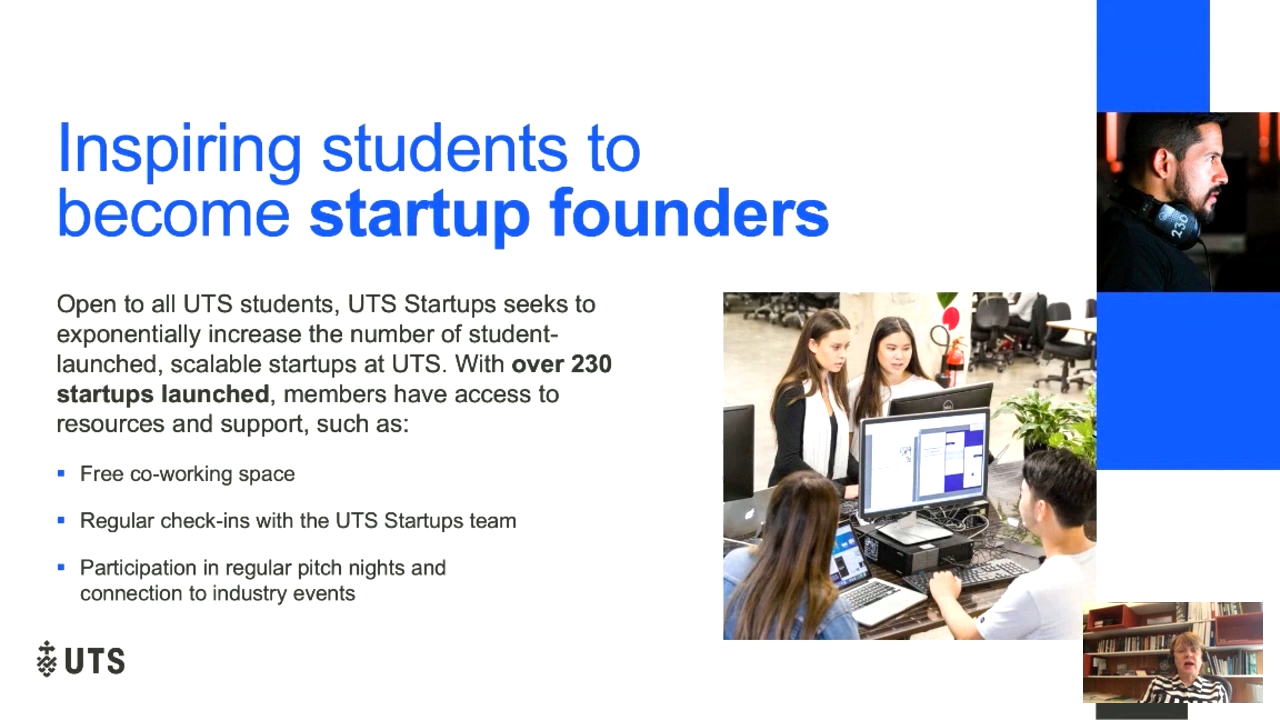 Inspiring students to
become startup founders
Open to all UTS students, UTS Startups seeks to
exponentially increase the number of student-
launched, scalable startups at UTS. With over 230
startups launched, members have access to
resources and support, such as:
▪ Free co-working space
▪ Regular check-ins with the UTS Startups team
▪ Participation in regular pitch nights and
connection to industry events
UTS
230